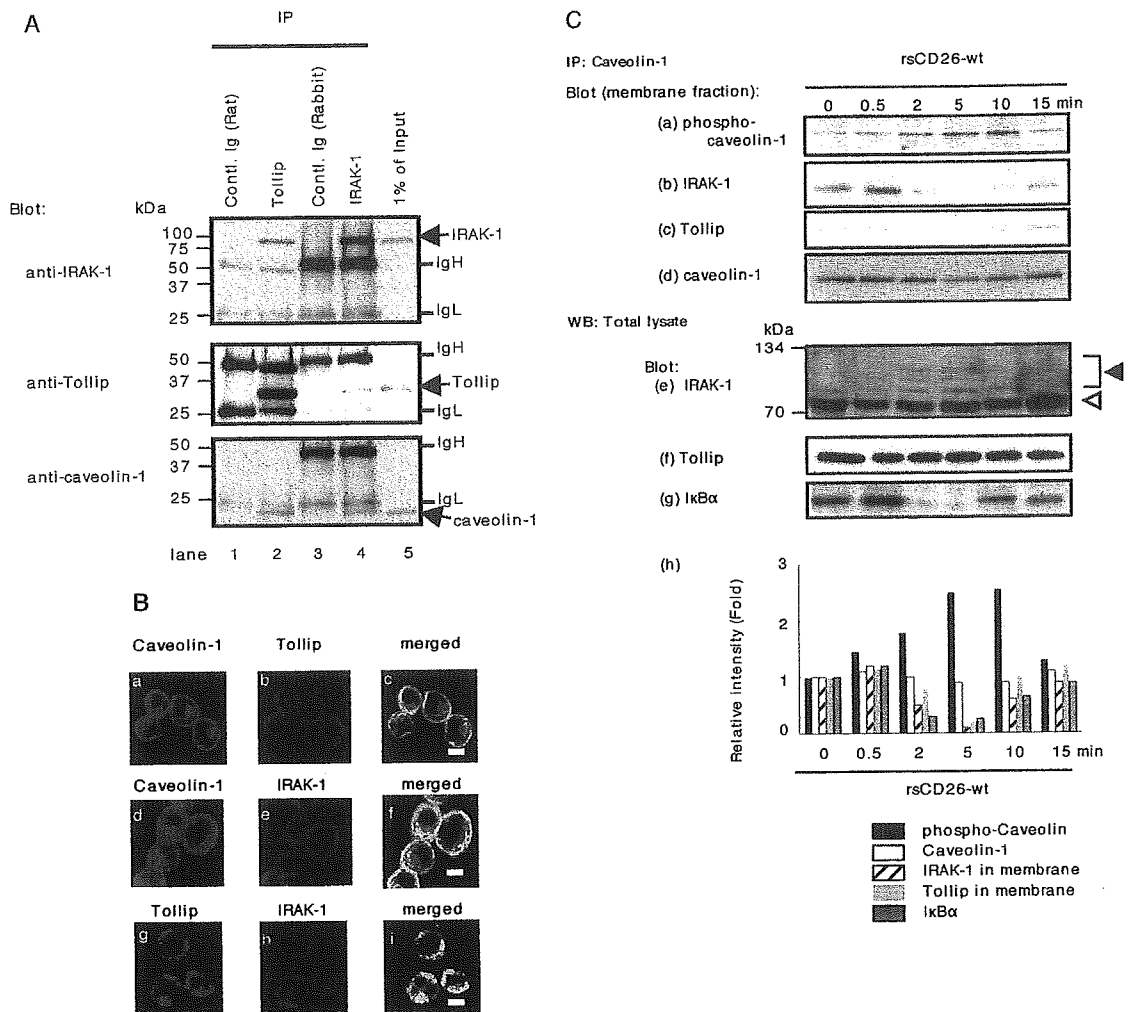 A
IP
Contl. Ig (Rat)
Tollip
Contl. Ig (Rabbit)
IRAK-1
1% of Input
Blot:
kDa
anti-IRAK-1
100
75
50
37
25
IRAK-1
IgH
IgL
anti-Tollip
50
37
25
IgH
Tollip
IgL
anti-caveolin-1
50
37
25
IgH
IgL
caveolin-1
lane 1 2 3 4 5
B
Caveolin-1 Tollip merged
a b c
Caveolin-1 IRAK-1 merged
d e f
Tollip IRAK-1 merged
g h i
C
IP: Caveolin-1
rsCD26-wt
Blot (membrane fraction):
0 0.5 2 5 10 15 min
(a) phospho-
caveolin-1
(b) IRAK-1
(c) Tollip
(d) caveolin-1
WB: Total lysate
kDa
134
Blot:
(e) IRAK-1
70
(f) Tollip
(g) IκBα
(h)
Relative intensity (Fold)
3
2
1
0
0 0.5 2 5 10 15 min
rsCD26-wt
phospho-Caveolin
Caveolin-1
IRAK-1 in membrane
Tollip in membrane
IκBα